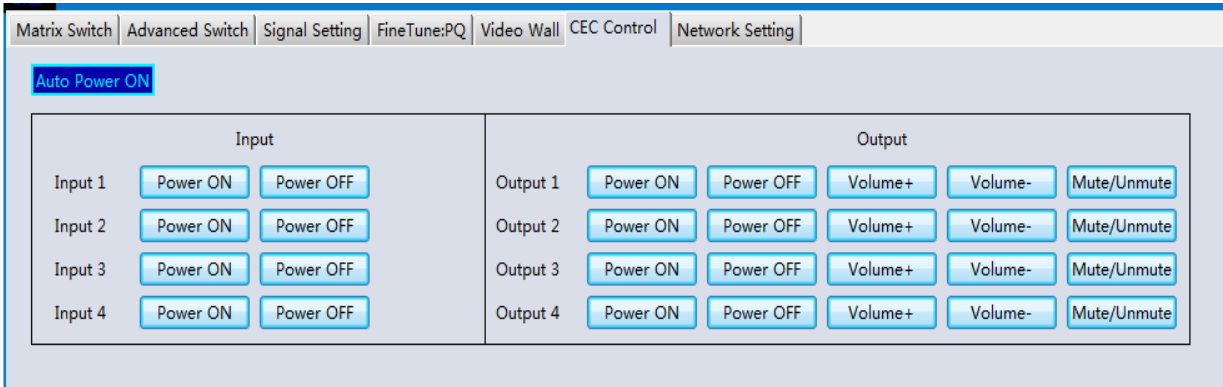 Matrix Switch Advanced Switch Signal Setting FineTune:PQ Video Wall CEC Control Network Setting
Auto Power ON
Input Output
Input 1 Power ON Power OFF Output 1 Power ON Power OFF Volume+ Volume- Mute/Unmute
Input 2 Power ON Power OFF Output 2 Power ON Power OFF Volume+ Volume- Mute/Unmute
Input 3 Power ON Power OFF Output 3 Power ON Power OFF Volume+ Volume- Mute/Unmute
Input 4 Power ON Power OFF Output 4 Power ON Power OFF Volume+ Volume- Mute/Unmute